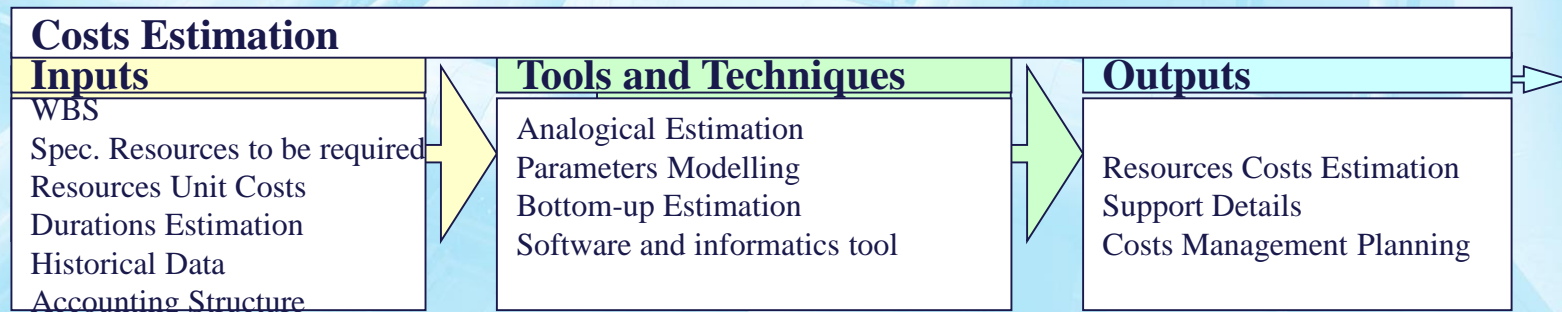 Costs Estimation
Inputs
WBS
Spec. Resources to be required
Resources Unit Costs
Durations Estimation
Historical Data
Accounting Structure
Tools and Techniques
Analogical Estimation
Parameters Modelling
Bottom-up Estimation
Software and informatics tool
Outputs
Resources Costs Estimation
Support Details
Costs Management Planning